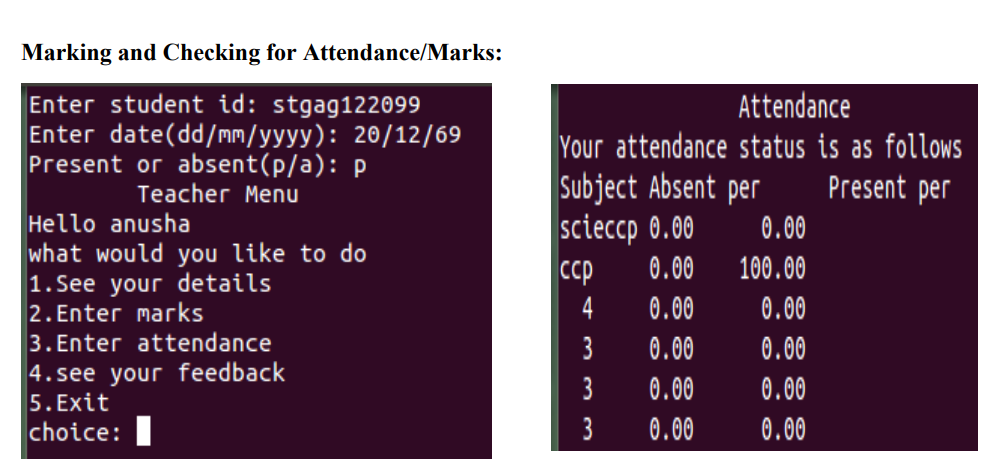 Marking and Checking for Attendance/Marks:
Enter student id: stgag122099
Enter date(dd/mm/yyyy): 20/12/69
Present or absent(p/a): p
Teacher Menu
Hello anusha
what would you like to do
1.See your details
2.Enter marks
3.Enter attendance
4.see your feedback
5.Exit
choice:
Attendance
Your attendance status is as follows
Subject Absent per Present per
scieccp 0.00 0.00
ccp 0.00 100.00
4 0.00 0.00
3 0.00 0.00
3 0.00 0.00
3 0.00 0.00